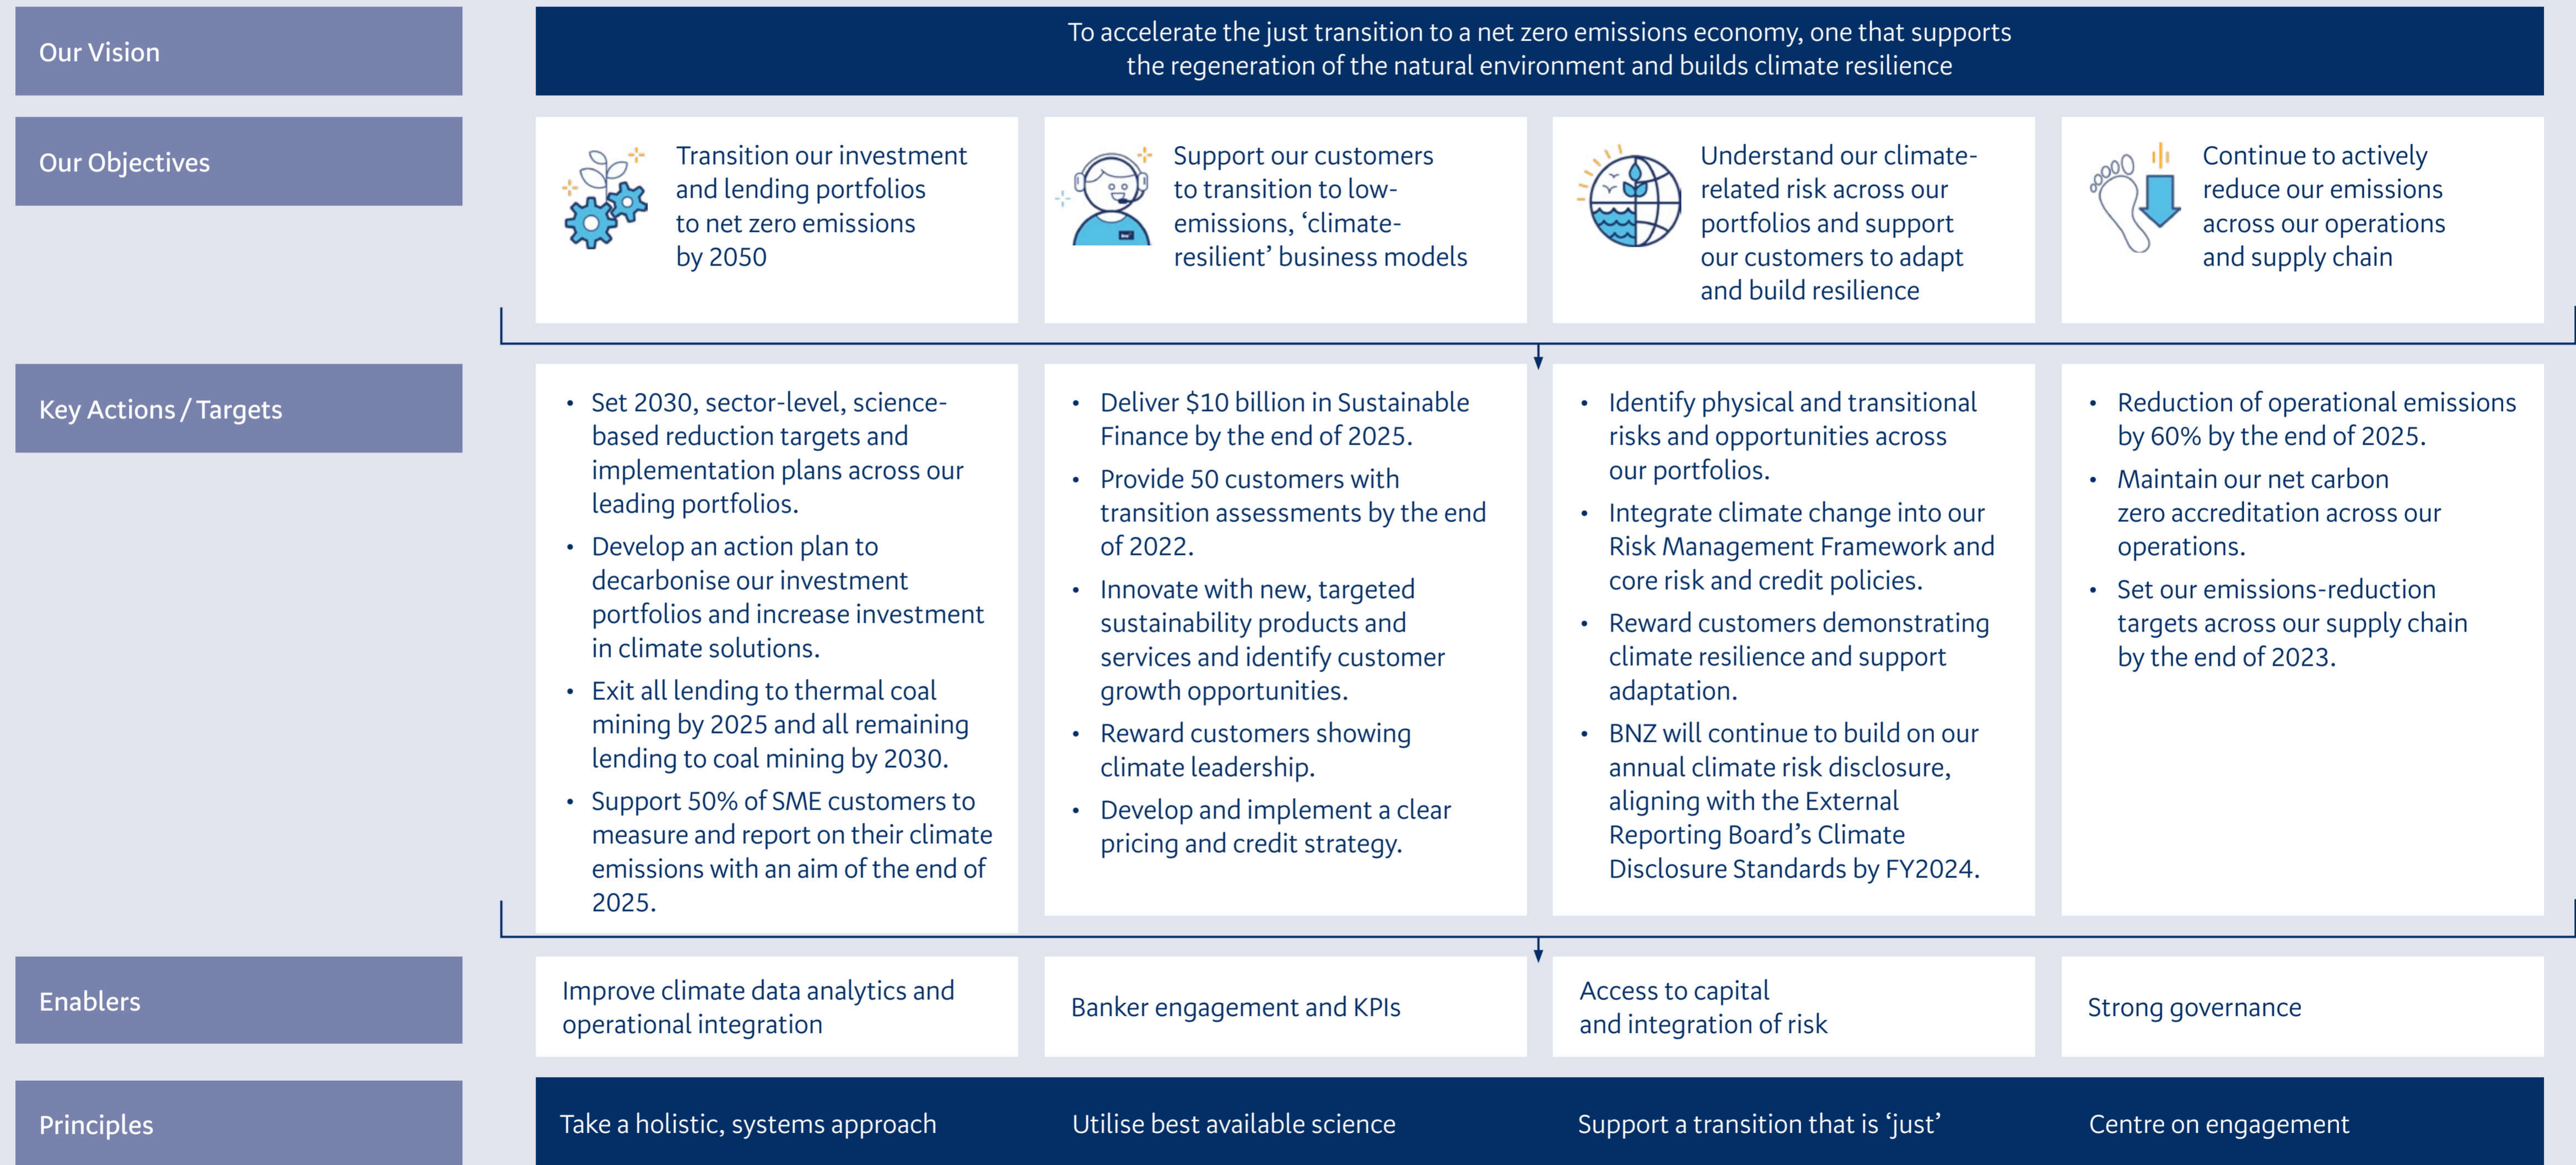 Our Vision
To accelerate the just transition to a net zero emissions economy, one that supports
the regeneration of the natural environment and builds climate resilience
Our Objectives
Transition our investment
and lending portfolios
to net zero emissions
by 2050
Support our customers
to transition to low-
emissions, ‘climate-
resilient’ business models
Understand our climate-
related risk across our
portfolios and support
our customers to adapt
and build resilience
Continue to actively
reduce our emissions
across our operations
and supply chain
Key Actions / Targets
• Set 2030, sector-level, science-
based reduction targets and
implementation plans across our
leading portfolios.
• Develop an action plan to
decarbonise our investment
portfolios and increase investment
in climate solutions.
• Exit all lending to thermal coal
mining by 2025 and all remaining
lending to coal mining by 2030.
• Support 50% of SME customers to
measure and report on their climate
emissions with an aim of the end of
2025.
• Deliver $10 billion in Sustainable
Finance by the end of 2025.
• Provide 50 customers with
transition assessments by the end
of 2022.
• Innovate with new, targeted
sustainability products and
services and identify customer
growth opportunities.
• Reward customers showing
climate leadership.
• Develop and implement a clear
pricing and credit strategy.
• Identify physical and transitional
risks and opportunities across
our portfolios.
• Integrate climate change into our
Risk Management Framework and
core risk and credit policies.
• Reward customers demonstrating
climate resilience and support
adaptation.
• BNZ will continue to build on our
annual climate risk disclosure,
aligning with the External
Reporting Board’s Climate
Disclosure Standards by FY2024.
• Reduction of operational emissions
by 60% by the end of 2025.
• Maintain our net carbon
zero accreditation across our
operations.
• Set our emissions-reduction
targets across our supply chain
by the end of 2023.
Enablers
Improve climate data analytics and
operational integration
Banker engagement and KPIs
Access to capital
and integration of risk
Strong governance
Principles
Take a holistic, systems approach
Utilise best available science
Support a transition that is ‘just’
Centre on engagement